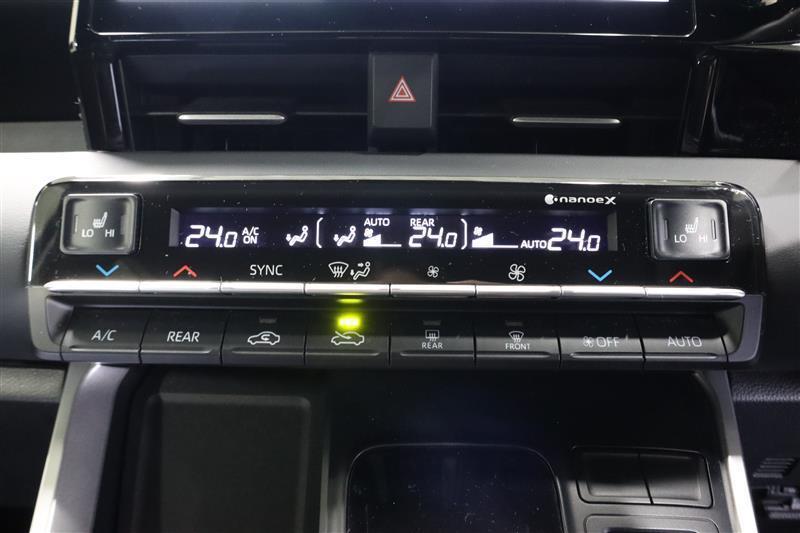 nanoeX
LO HI
24.0 A/C ON AUTO REAR 24.0 AUTO 24.0
LO HI
SYNC
A/C REAR REAR FRONT OFF AUTO